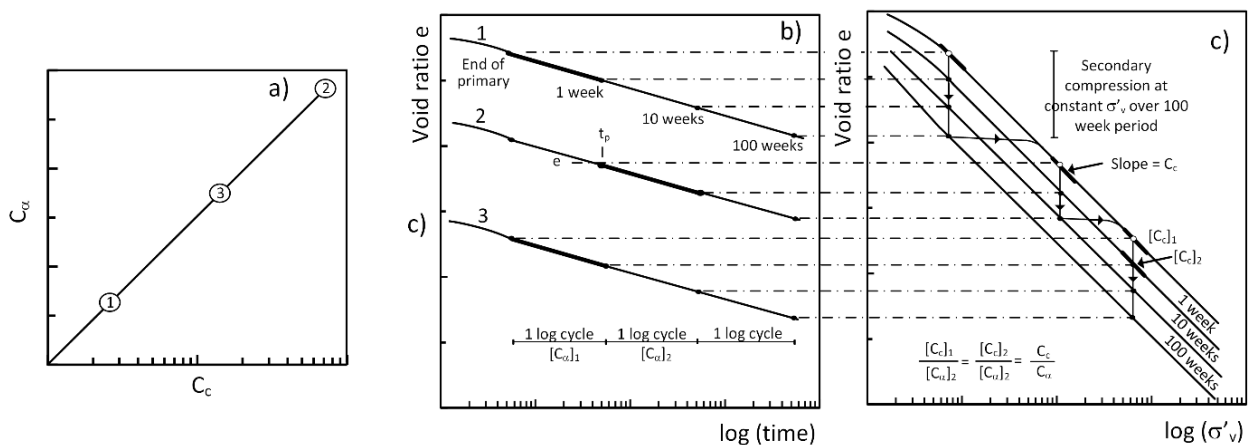 a)
2
3
1
Cα
Cc
b)
Void ratio e
1
End of
primary
1 week
10 weeks
100 weeks
2
tp
e
c)
3
1 log cycle
1 log cycle
1 log cycle
[Cα]1
[Cα]2
log (time)
c)
Void ratio e
Secondary
compression at
constant σ'v over 100
week period
Slope = Cc
[Cc]1
[Cc]2
1 week
10 weeks
100 weeks
[Cc]1/[Cα]2 = [Cc]2/[Cα]2 = Cc/Cα
log (σ'v)